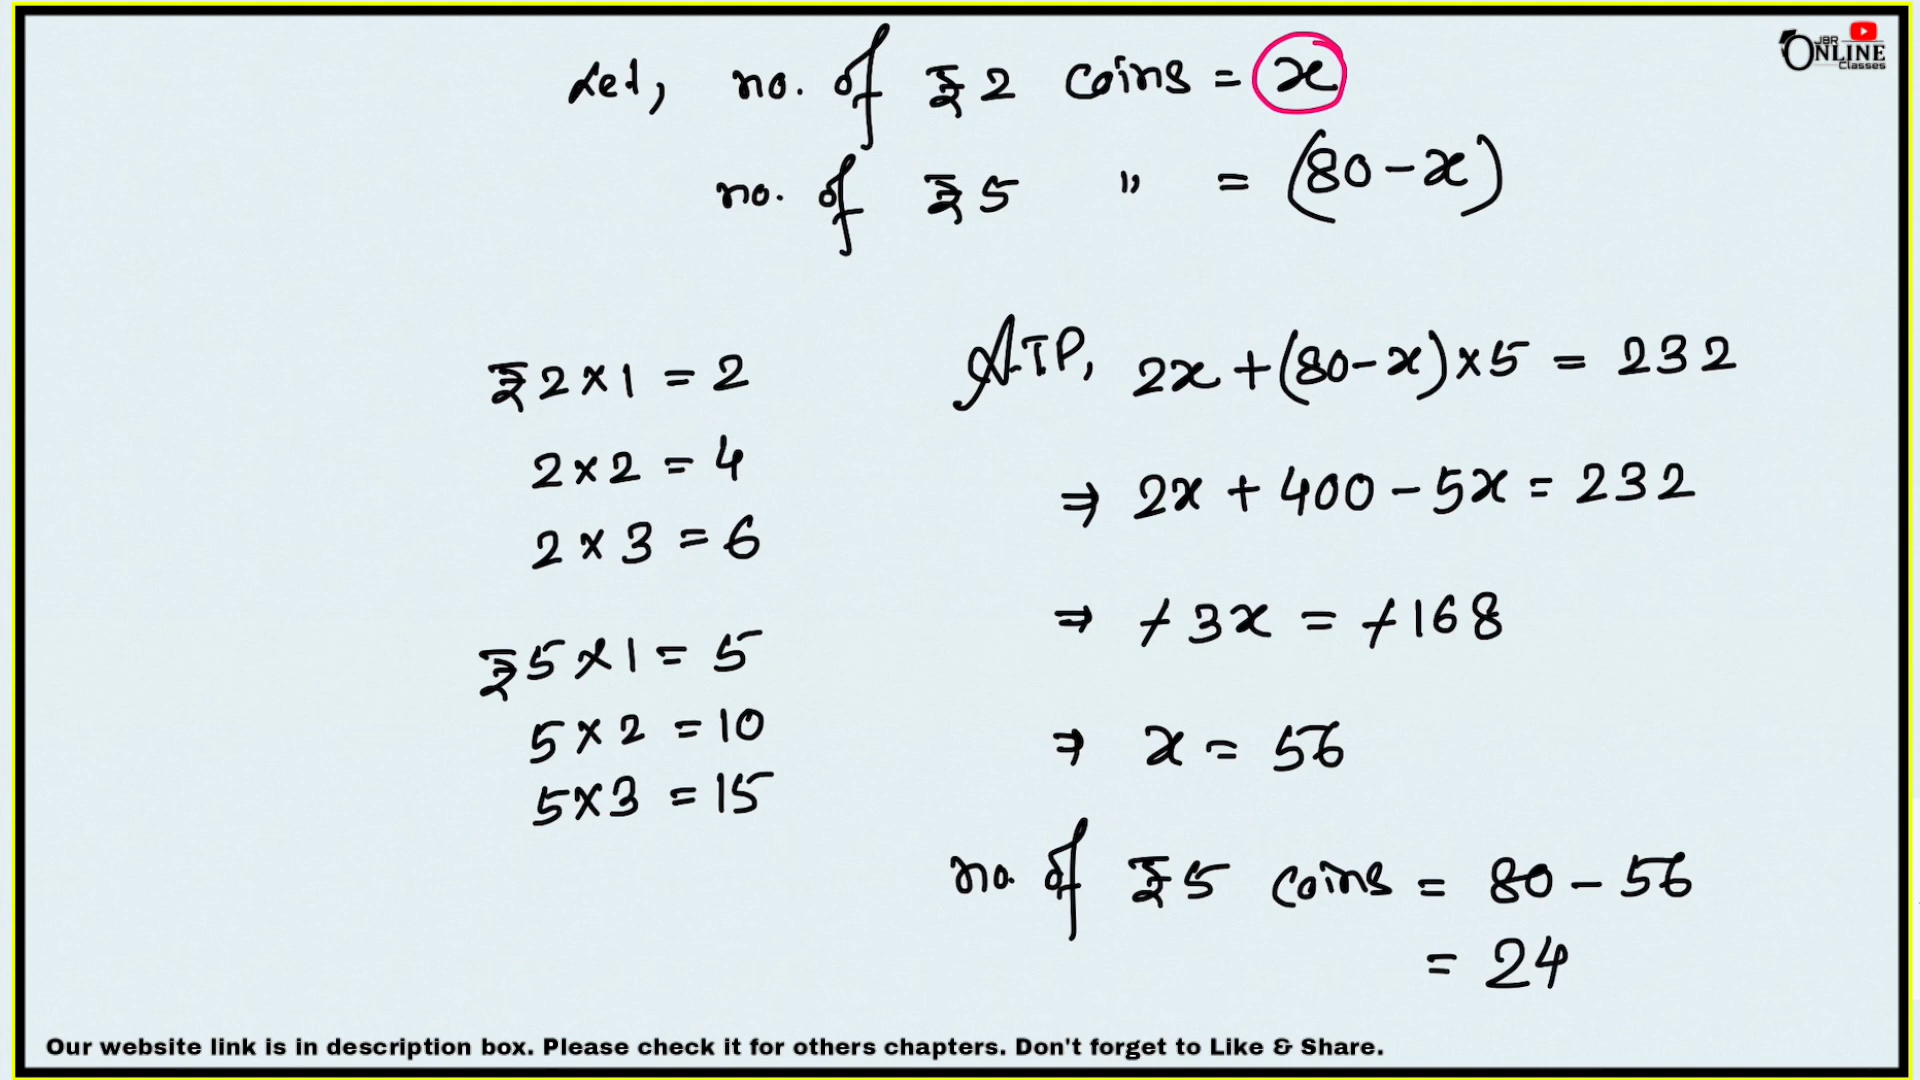 JBR
ONLINE
Classes
Let, no. of ₹2 coins = x
no. of ₹5 " = (80-x)
₹2×1 = 2
2×2 = 4
2×3 = 6
₹5×1 = 5
5×2 = 10
5×3 = 15
ATP, 2x+(80-x)×5 = 232
⇒ 2x + 400 - 5x = 232
⇒ -3x = -168
⇒ x = 56
no. of ₹5 coins = 80 - 56
= 24
Our website link is in description box. Please check it for others chapters. Don't forget to Like & Share.